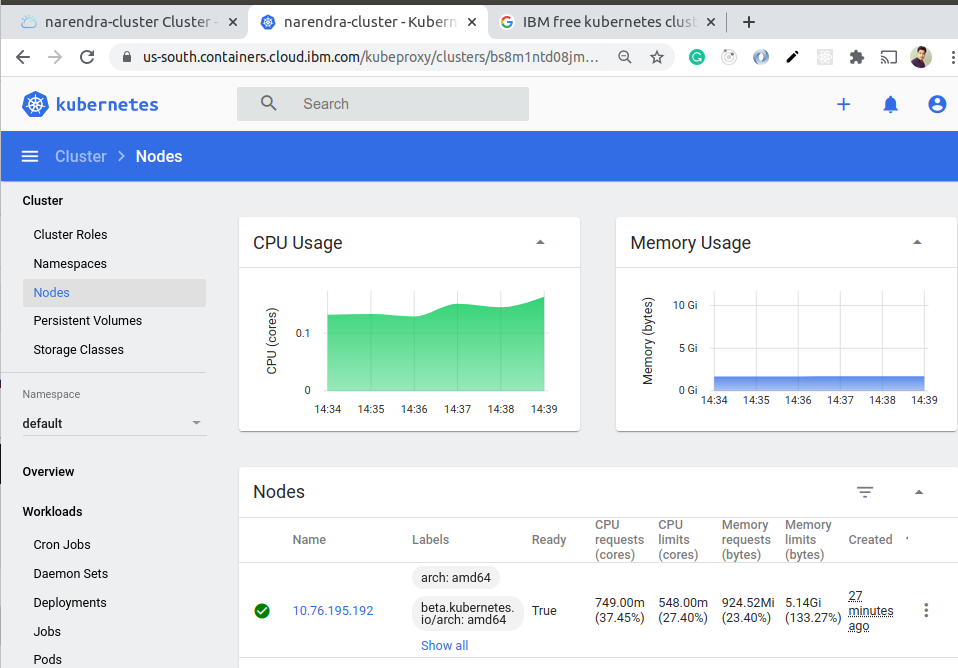 narendra-cluster Cluster -
narendra-cluster - Kubern
IBM free kubernetes clust
us-south.containers.cloud.ibm.com/kubeproxy/clusters/bs8m1ntd08jm...
kubernetes
Search
Cluster > Nodes
Cluster
Cluster Roles
Namespaces
Nodes
Persistent Volumes
Storage Classes
Namespace
default
Overview
Workloads
Cron Jobs
Daemon Sets
Deployments
Jobs
Pods
CPU Usage
CPU (cores)
0.1
0
14:34 14:35 14:36 14:37 14:38 14:39
Memory Usage
Memory (bytes)
10 Gi
5 Gi
0 Gi
14:34 14:35 14:36 14:37 14:38 14:39
Nodes
Name Labels Ready CPU requests (cores) CPU limits (cores) Memory requests (bytes) Memory limits (bytes) Created
arch: amd64
beta.kubernetes.
io/arch: amd64
Show all
10.76.195.192
True
749.00m
(37.45%)
548.00m
(27.40%)
924.52Mi
(23.40%)
5.14Gi
(133.27%)
27
minutes
ago